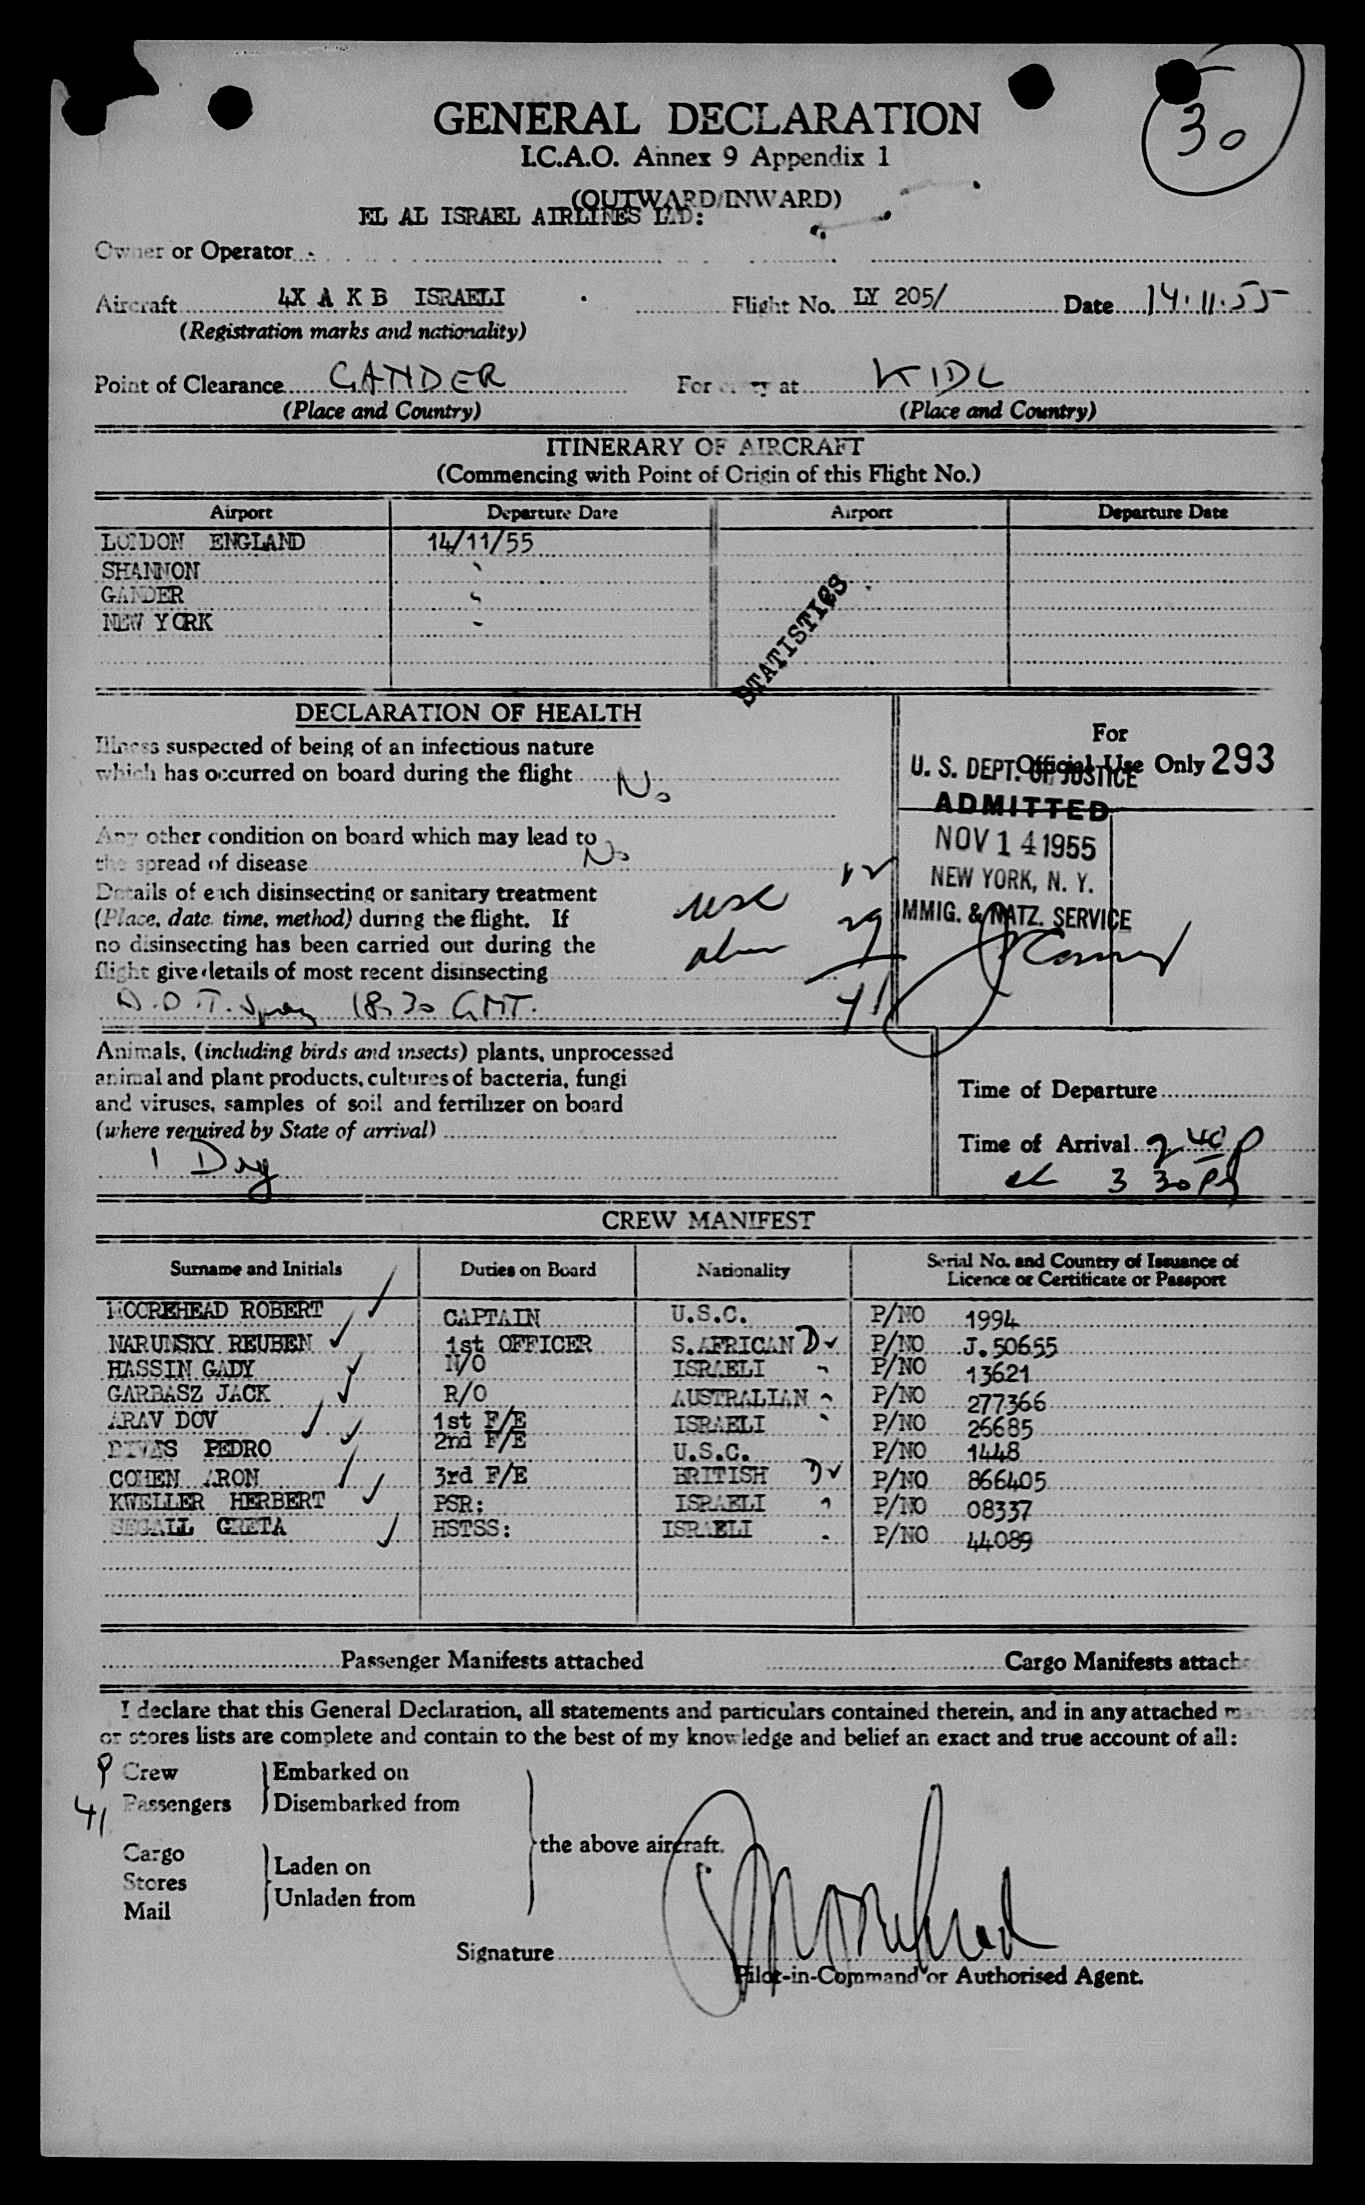 30
GENERAL DECLARATION
I.C.A.O. Annex 9 Appendix 1
(OUTWARD/INWARD)
EL AL ISRAEL AIRLINES LTD:
Owner or Operator
Aircraft 4X A K B ISRAELI Flight No. LY 205/ Date 14.11.55
(Registration marks and nationality)
Point of Clearance GANDER For entry at KIDL
(Place and Country) (Place and Country)
ITINERARY OF AIRCRAFT
(Commencing with Point of Origin of this Flight No.)
Airport Departure Date Airport Departure Date
LONDON ENGLAND 14/11/55
SHANNON
GANDER
NEW YORK
STATISTICS
DECLARATION OF HEALTH
Illness suspected of being of an infectious nature
which has occurred on board during the flight No
Any other condition on board which may lead to
the spread of disease No
Details of each disinsecting or sanitary treatment
(Place, date, time, method) during the flight. If
no disinsecting has been carried out during the
flight give details of most recent disinsecting
D.D.T. Spray 18.30 GMT.
usc 12
alien 29
41
For
Official Use Only 293
U. S. DEPT. OF JUSTICE
ADMITTED
NOV 14 1955
NEW YORK, N. Y.
IMMIG. & NATZ. SERVICE
Animals, (including birds and insects) plants, unprocessed
animal and plant products, cultures of bacteria, fungi
and viruses, samples of soil and fertilizer on board
(where required by State of arrival)
1 Dog
Time of Departure
Time of Arrival 2 40 p
3 30 P
CREW MANIFEST
Surname and Initials Duties on Board Nationality Serial No. and Country of Issuance of Licence or Certificate or Passport
MOOREHEAD ROBERT CAPTAIN U.S.C. P/NO 1994
NARUNSKY REUBEN 1st OFFICER S.AFRICAN D P/NO J.50655
HASSIN GADY N/O ISRAELI P/NO 13621
GARBASZ JACK R/O AUSTRALIAN P/NO 277366
ARAV DOV 1st F/E ISRAELI P/NO 26685
PEDRO 2nd F/E U.S.C. P/NO 1448
COHEN ARON 3rd F/E BRITISH D P/NO 866405
KWELLER HERBERT PSR: ISRAELI P/NO 08337
SEGALL GRETA HSTSS: ISRAELI P/NO 44089
Passenger Manifests attached Cargo Manifests attached
I declare that this General Declaration, all statements and particulars contained therein, and in any attached
or stores lists are complete and contain to the best of my knowledge and belief an exact and true account of all:
9 Crew Embarked on
41 Passengers Disembarked from
the above aircraft.
Cargo
Stores
Mail
Laden on
Unladen from
Signature Moorehead
Pilot-in-Command or Authorised Agent.